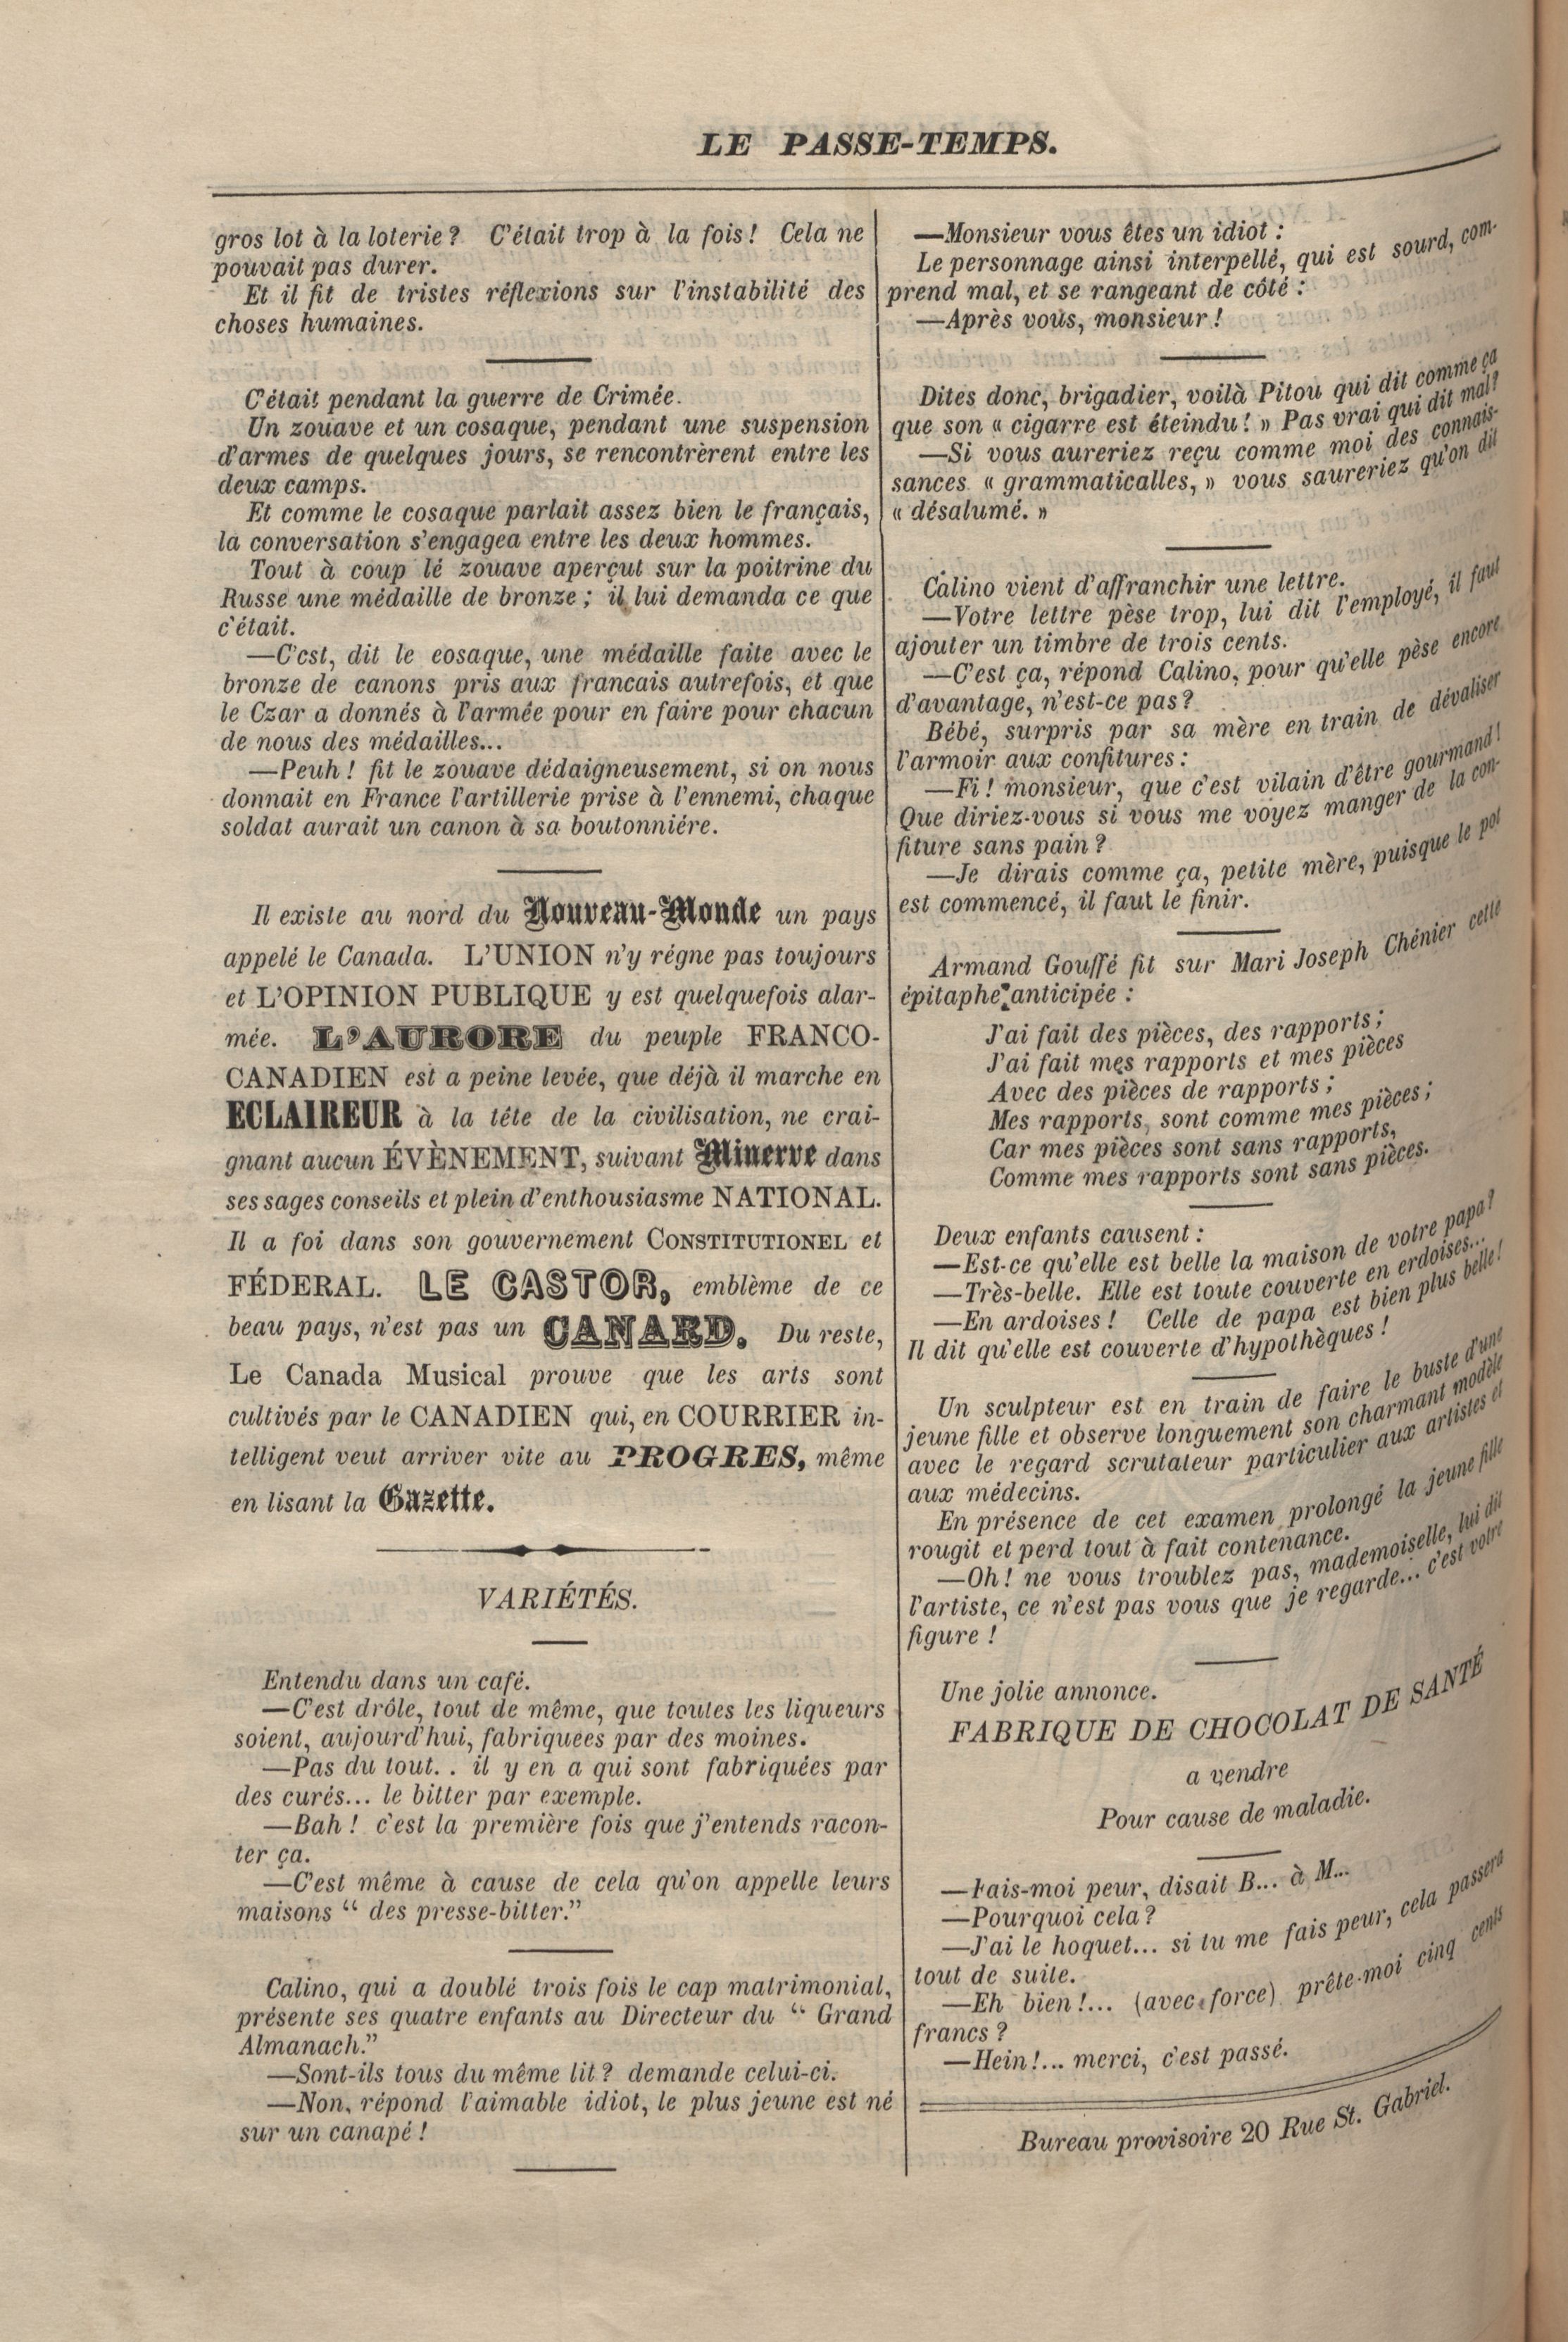 LE PASSE-TEMPS.
gros lot à la loterie ? C'était trop à la fois ! Cela ne
pouvait pas durer.
Et il fit de tristes réflexions sur l'instabilité des
choses humaines.
C'était pendant la guerre de Crimée.
Un zouave et un cosaque, pendant une suspension
d'armes de quelques jours, se rencontrèrent entre les
deux camps.
Et comme le cosaque parlait assez bien le français,
la conversation s'engagea entre les deux hommes.
Tout à coup lé zouave aperçut sur la poitrine du
Russe une médaille de bronze ; il lui demanda ce que
c'était.
—C'cst, dit le eosaque, une médaille faite avec le
bronze de canons pris aux francais autrefois, et que
le Czar a donnés à l'armée pour en faire pour chacun
de nous des médailles...
—Peuh ! fit le zouave dédaigneusement, si on nous
donnait en France l'artillerie prise à l'ennemi, chaque
soldat aurait un canon à sa boutonniére.
Il existe au nord du Nouveau-Monde un pays
appelé le Canada. L'UNION n'y régne pas toujours
et L'OPINION PUBLIQUE y est quelquefois alar-
mée. L'AURORE du peuple FRANCO-
CANADIEN est a peine levée, que déjà il marche en
ECLAIREUR à la tête de la civilisation, ne crai-
gnant aucun ÉVÈNEMENT, suivant Minerve dans
ses sages conseils et plein d'enthousiasme NATIONAL.
Il a foi dans son gouvernement CONSTITUTIONEL et
FÉDERAL. LE CASTOR, emblème de ce
beau pays, n'est pas un CANARD. Du reste,
Le Canada Musical prouve que les arts sont
cultivés par le CANADIEN qui, en COURRIER in-
telligent veut arriver vite au PROGRES, même
en lisant la Gazette.
VARIÉTÉS.
Entendu dans un café.
—C'est drôle, tout de même, que toutes les liqueurs
soient, aujourd'hui, fabriquees par des moines.
—Pas du tout. . il y en a qui sont fabriquées par
des curés... le bitter par exemple.
—Bah ! c'est la première fois que j'entends racon-
ter ça.
—C'est même à cause de cela qu'on appelle leurs
maisons “ des presse-bitter.”
Calino, qui a doublé trois fois le cap matrimonial,
présente ses quatre enfants au Directeur du “ Grand
Almanach.”
—Sont-ils tous du même lit ? demande celui-ci.
—Non, répond l'aimable idiot, le plus jeune est né
sur un canapé !
—Monsieur vous êtes un idiot :
Le personnage ainsi interpellé, qui est sourd, com-
prend mal, et se rangeant de côté :
—Après vous, monsieur !
Dites donc, brigadier, voilà Pitou qui dit comme ça
que son « cigarre est éteindu ! » Pas vrai qui dit mal ?
—Si vous aureriez reçu comme moi des connais-
sances « grammaticalles, » vous saureriez qu'on dit
« désalumé. »
Calino vient d'affranchir une lettre.
—Votre lettre pèse trop, lui dit l'employé, il faut
ajouter un timbre de trois cents.
—C'est ça, répond Calino, pour qu'elle pèse encore
d'avantage, n'est-ce pas ?
Bébé, surpris par sa mère en train de dévaliser
l'armoir aux confitures :
—Fi ! monsieur, que c'est vilain d'être gourmand !
Que diriez-vous si vous me voyez manger de la con-
fiture sans pain ?
—Je dirais comme ça, petite mère, puisque le pot
est commencé, il faut le finir.
Armand Gouffé fit sur Mari Joseph Chénier cette
épitaphe anticipée :
J'ai fait des pièces, des rapports ;
J'ai fait mes rapports et mes pièces
Avec des pièces de rapports ;
Mes rapports, sont comme mes pièces ;
Car mes pièces sont sans rapports,
Comme mes rapports sont sans pièces.
Deux enfants causent :
—Est-ce qu'elle est belle la maison de votre papa ?
—Très-belle. Elle est toute couverte en erdoises...
—En ardoises ! Celle de papa est bien plus belle !
Il dit qu'elle est couverte d'hypothèques !
Un sculpteur est en train de faire le buste d'une
jeune fille et observe longuement son charmant modèle
avec le regard scrutateur particulier aux artistes et
aux médecins.
En présence de cet examen prolongé la jeune fille
rougit et perd tout à fait contenance.
—Oh ! ne vous troublez pas, mademoiselle, lui dit
l'artiste, ce n'est pas vous que je regarde... c'est votre
figure !
Une jolie annonce.
FABRIQUE DE CHOCOLAT DE SANTÉ
a vendre
Pour cause de maladie.
—Fais-moi peur, disait B... à M...
—Pourquoi cela ?
—J'ai le hoquet... si tu me fais peur, cela passera
tout de suite.
—Eh bien !... (avec force) prête-moi cinq cents
francs ?
—Hein !... merci, c'est passé.
Bureau provisoire 20 Rue St. Gabriel.